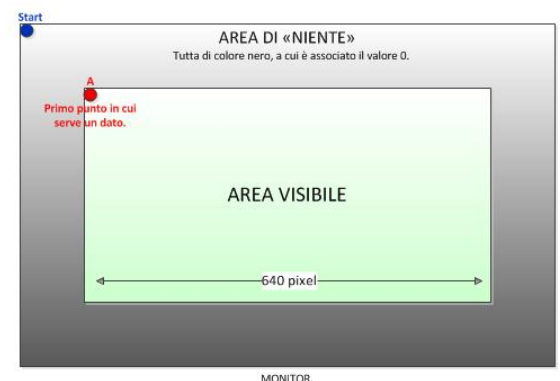 Start
AREA DI «NIENTE»
Tutta di colore nero, a cui è associato il valore 0.
A
Primo punto in cui
serve un dato.
AREA VISIBILE
640 pixel
MONITOR